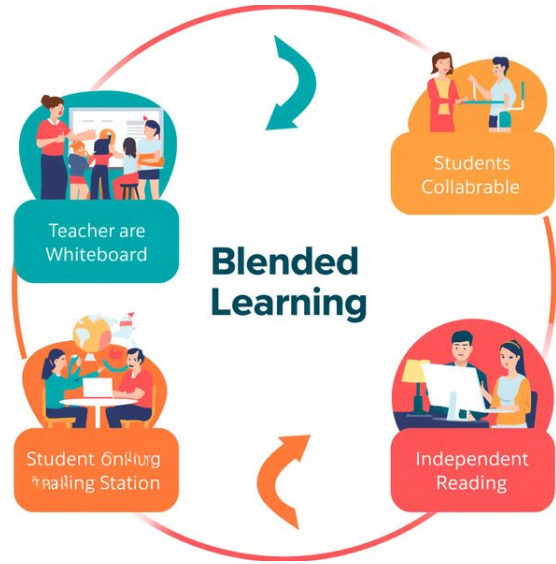 Teacher are
Whiteboard
Students
Collabrable
Blended
Learning
Student
Station
Independent
Reading